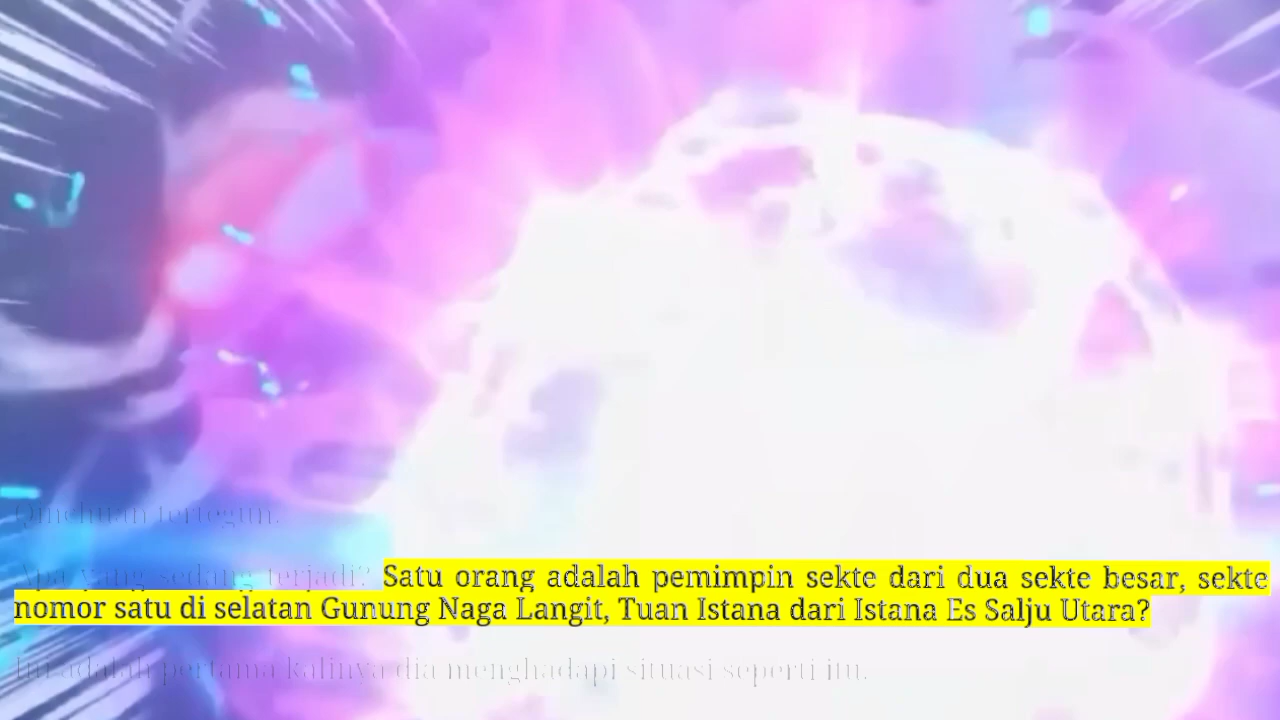 Qinchuan tertegun.
Apa yang sedang terjadi? Satu orang adalah pemimpin sekte dari dua sekte besar, sekte
nomor satu di selatan Gunung Naga Langit, Tuan Istana dari Istana Es Salju Utara?
Ini adalah pertama kalinya dia menghadapi situasi seperti itu.